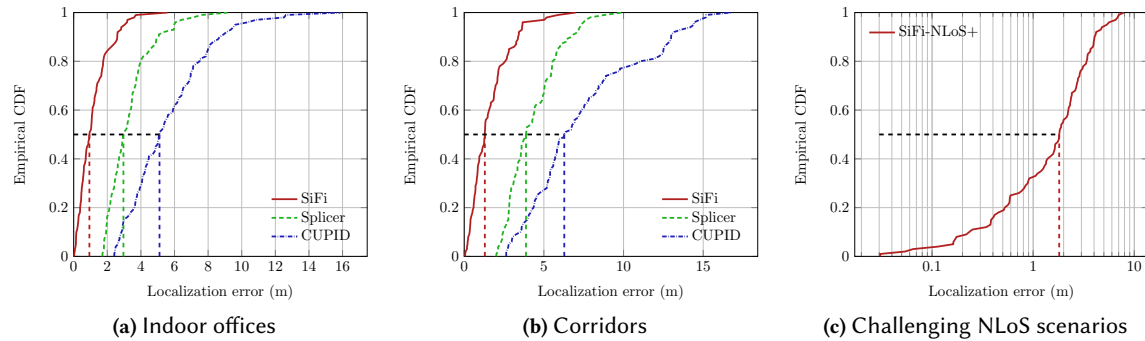 1
0.8
0.6
0.4
0.2
0
Empirical CDF
0 2 4 6 8 10 12 14 16
Localization error (m)
SiFi
Splicer
CUPID
(a) Indoor offices
1
0.8
0.6
0.4
0.2
0
Empirical CDF
0 5 10 15
Localization error (m)
SiFi
Splicer
CUPID
(b) Corridors
1
0.8
0.6
0.4
0.2
0
Empirical CDF
0.1 1 10
Localization error (m)
SiFi-NLoS+
(c) Challenging NLoS scenarios